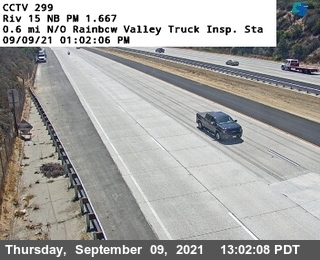 CCTV 299
Riv 15 NB PM 1.667
0.6 mi N/O Rainbow Valley Truck Insp. Sta
09/09/21 01:02:06 PM
Thursday, September 09, 2021 13:02:08 PDT